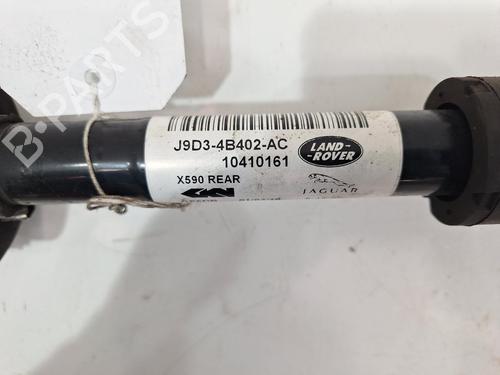 B-PARTS
J9D3-4B402-AC
10410161
LAND-
-ROVER
X590 REAR
GKN
JAGUAR